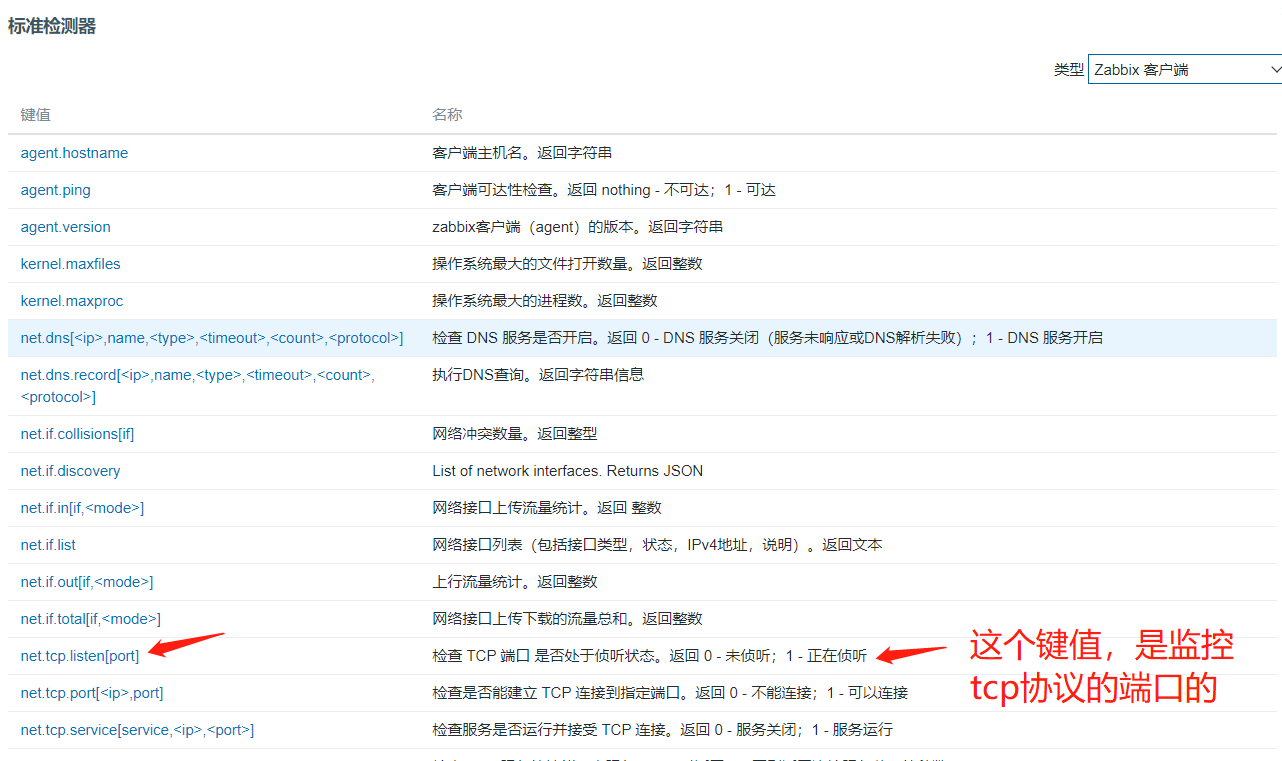 标准检测器
类型 Zabbix 客户端
键值 名称
agent.hostname 客户端主机名。返回字符串
agent.ping 客户端可达性检查。返回 nothing - 不可达；1 - 可达
agent.version zabbix客户端（agent）的版本。返回字符串
kernel.maxfiles 操作系统最大的文件打开数量。返回整数
kernel.maxproc 操作系统最大的进程数。返回整数
net.dns[<ip>,name,<type>,<timeout>,<count>,<protocol>] 检查 DNS 服务是否开启。返回 0 - DNS 服务关闭（服务未响应或DNS解析失败）；1 - DNS 服务开启
net.dns.record[<ip>,name,<type>,<timeout>,<count>, 执行DNS查询。返回字符串信息
<protocol>]
net.if.collisions[if] 网络冲突数量。返回整型
net.if.discovery List of network interfaces. Returns JSON
net.if.in[if,<mode>] 网络接口上传流量统计。返回 整数
net.if.list 网络接口列表（包括接口类型，状态，IPv4地址，说明）。返回文本
net.if.out[if,<mode>] 上行流量统计。返回整数
net.if.total[if,<mode>] 网络接口上传下载的流量总和。返回整数
net.tcp.listen[port] 检查 TCP 端口 是否处于侦听状态。返回 0 - 未侦听；1 - 正在侦听
这个键值，是监控
tcp协议的端口的
net.tcp.port[<ip>,port] 检查是否能建立 TCP 连接到指定端口。返回 0 - 不能连接；1 - 可以连接
net.tcp.service[service,<ip>,<port>] 检查服务是否运行并接受 TCP 连接。返回 0 - 服务关闭；1 - 服务运行